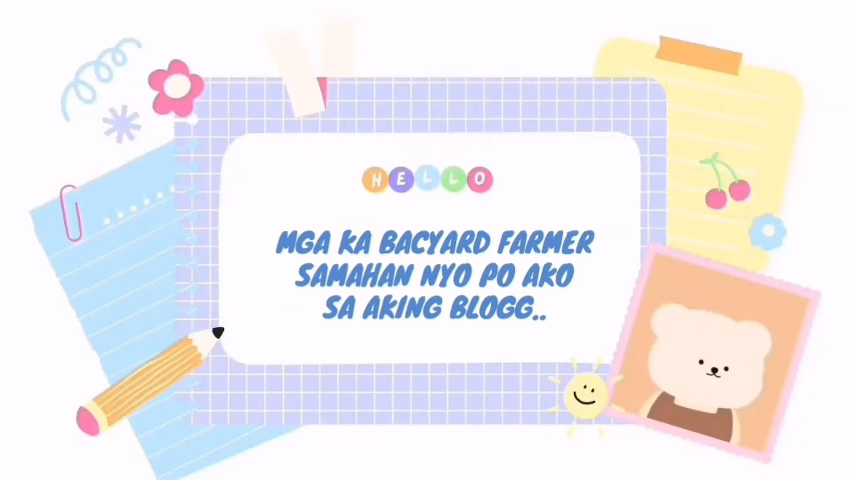 HELLO
MGA KA BACYARD FARMER
SAMAHAN NYO PO AKO
SA AKING BLOGG..